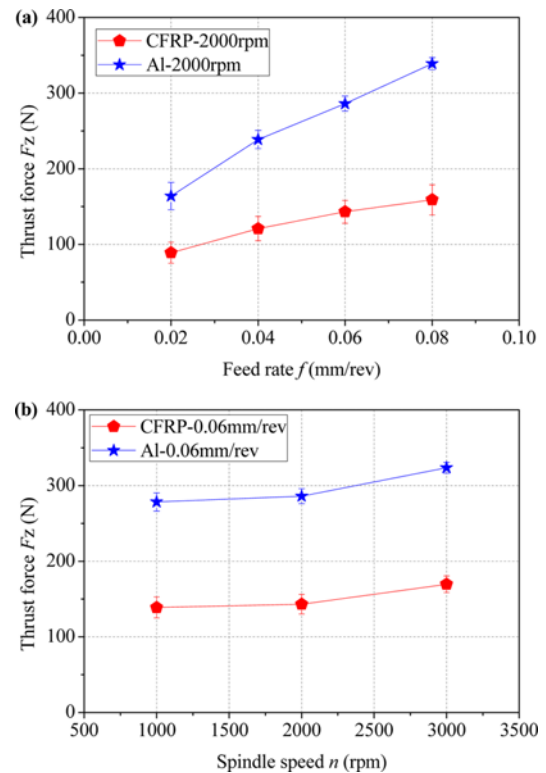 (a)
400
CFRP-2000rpm
Al-2000rpm
300
200
100
0
Thrust force Fz (N)
0.00 0.02 0.04 0.06 0.08 0.10
Feed rate f (mm/rev)
(b)
400
CFRP-0.06mm/rev
Al-0.06mm/rev
300
200
100
0
Thrust force Fz (N)
500 1000 1500 2000 2500 3000 3500
Spindle speed n (rpm)